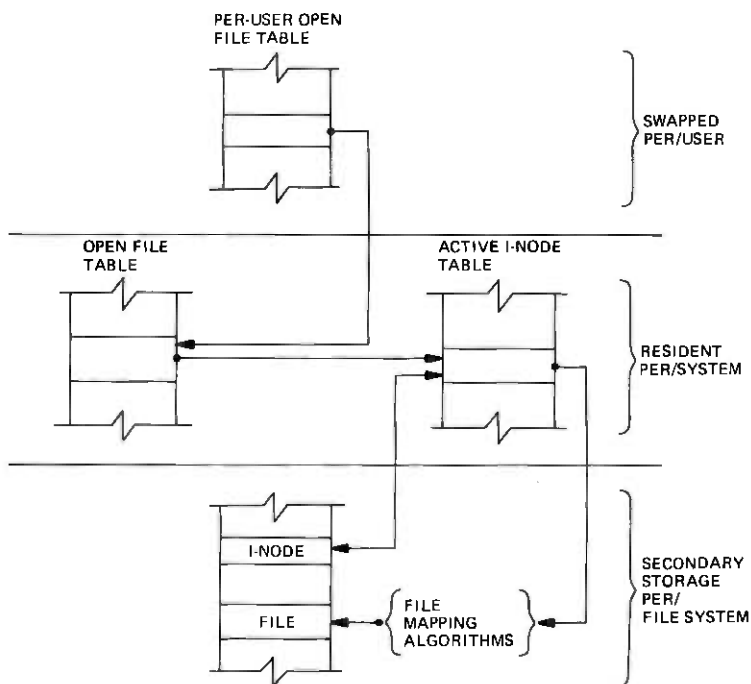 PER-USER OPEN
FILE TABLE
SWAPPED
PER/USER
OPEN FILE
TABLE
ACTIVE I-NODE
TABLE
RESIDENT
PER/SYSTEM
I-NODE
FILE
FILE
MAPPING
ALGORITHMS
SECONDARY
STORAGE
PER/
FILE SYSTEM